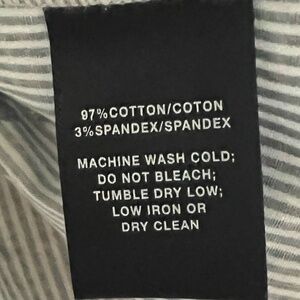 97%COTTON/COTON
3%SPANDEX/SPANDEX
MACHINE WASH COLD;
DO NOT BLEACH;
TUMBLE DRY LOW;
LOW IRON OR
DRY CLEAN